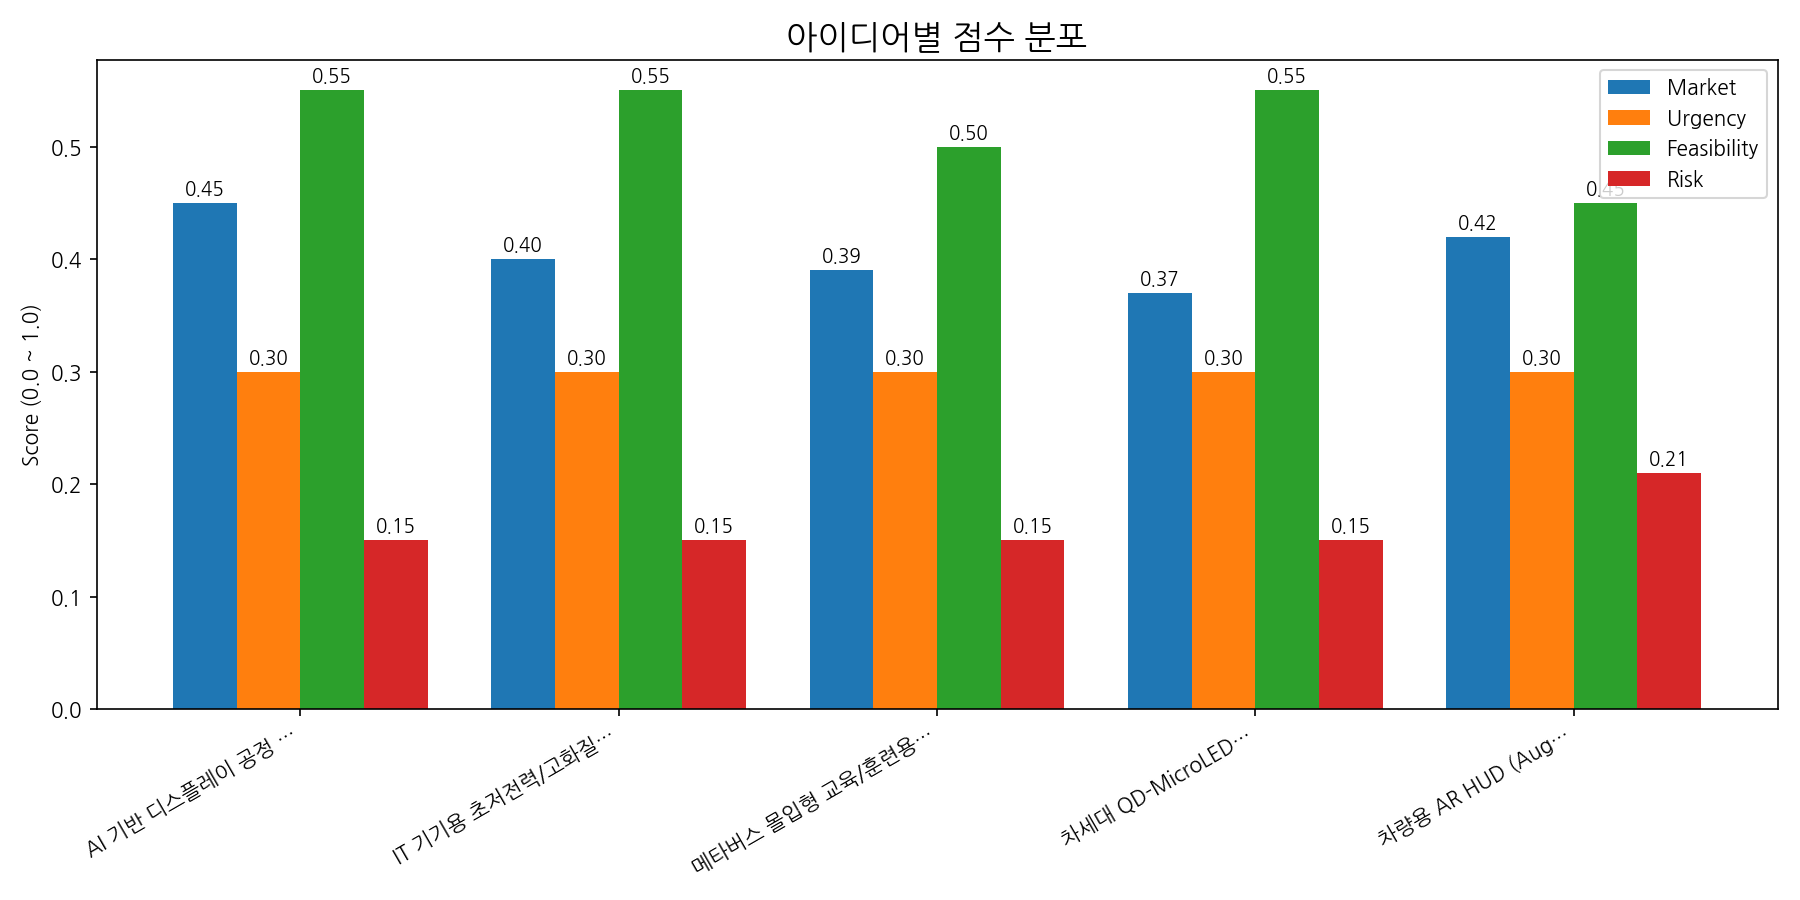 아이디어별 점수 분포
Score (0.0 ~ 1.0)
0.5
0.4
0.3
0.2
0.1
0.0
0.45
0.30
0.55
0.15
0.40
0.30
0.55
0.15
0.39
0.30
0.50
0.15
0.37
0.30
0.55
0.15
0.42
0.30
0.45
0.21
Market
Urgency
Feasibility
Risk
AI 기반 디스플레이 공정 …
IT 기기용 초저전력/고화질…
메타버스 몰입형 교육/훈련용…
차세대 QD-MicroLED…
차량용 AR HUD (Aug…